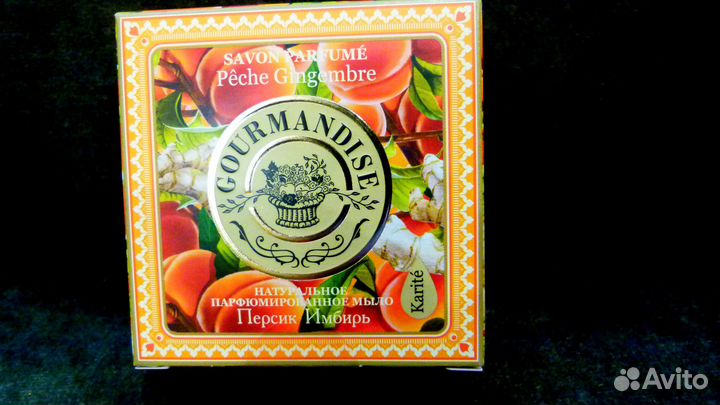 SAVON PARFUMÉ
Pêche Gingembre
GOURMANDISE
Karité
НАТУРАЛЬНОЕ
ПАРФЮМИРОВАННОЕ МЫЛО
Персик Имбирь
Avito